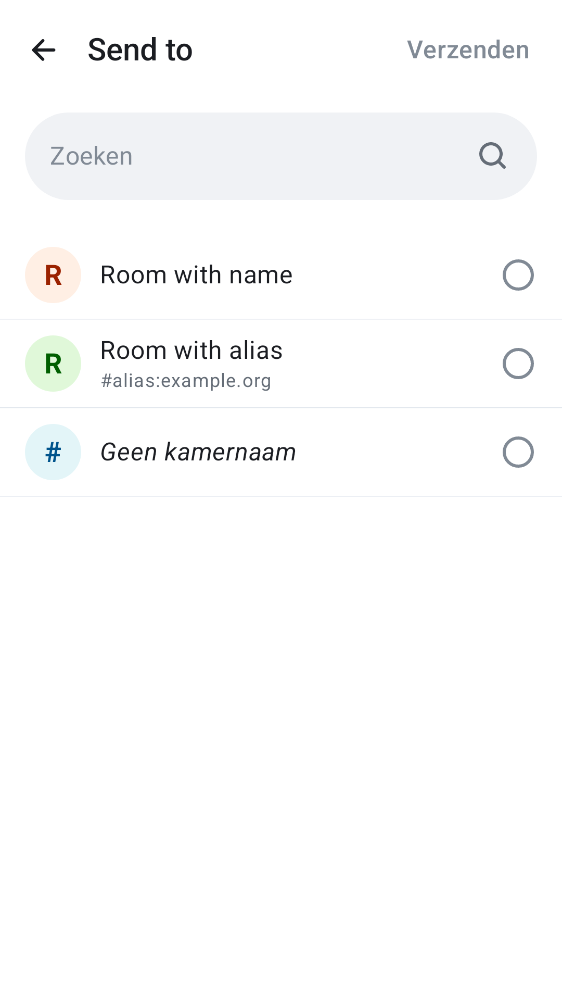 Send to
Verzenden
Zoeken
R
Room with name
R
Room with alias
#alias:example.org
#
Geen kamernaam